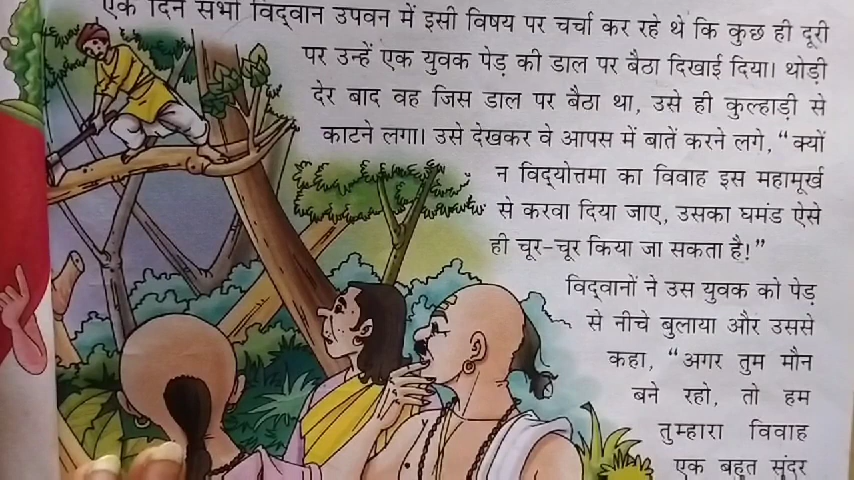 एक दिन सभी विद्वान उपवन में इसी विषय पर चर्चा कर रहे थे कि कुछ ही दूरी
पर उन्हें एक युवक पेड़ की डाल पर बैठा दिखाई दिया। थोड़ी
देर बाद वह जिस डाल पर बैठा था, उसे ही कुल्हाड़ी से
काटने लगा। उसे देखकर वे आपस में बातें करने लगे, “क्यों
न विद्योत्तमा का विवाह इस महामूर्ख
से करवा दिया जाए, उसका घमंड ऐसे
ही चूर-चूर किया जा सकता है!”
विद्वानों ने उस युवक को पेड़
से नीचे बुलाया और उससे
कहा, “अगर तुम मौन
बने रहो, तो हम
तुम्हारा विवाह
एक बहुत सुंदर